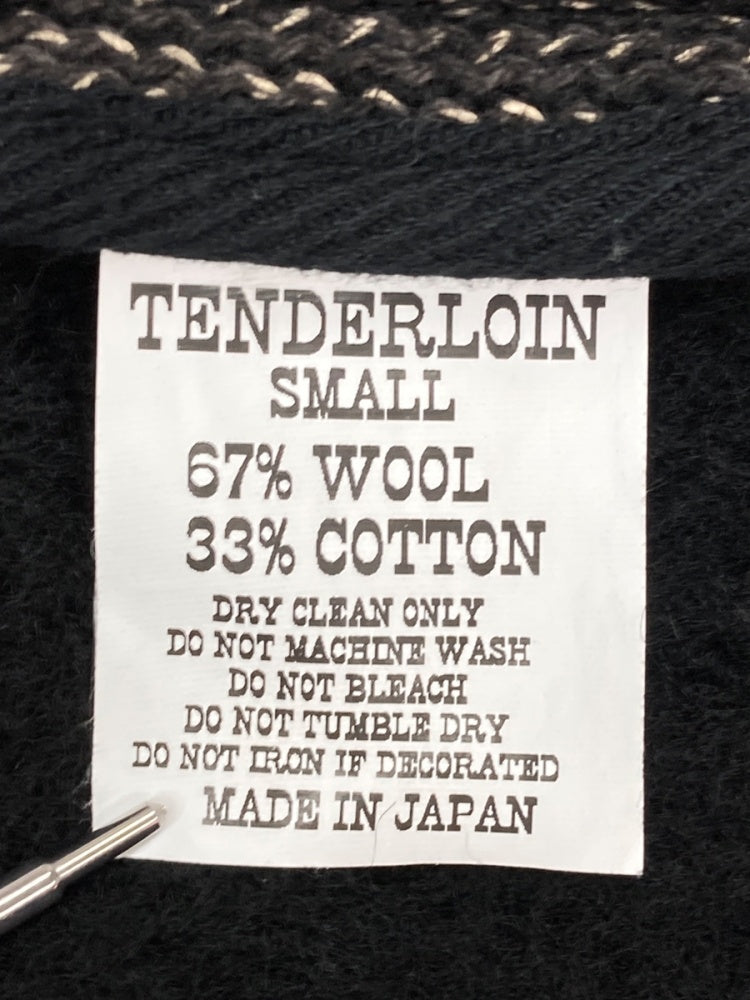 TENDERLOIN
SMALL
67% WOOL
33% COTTON
DRY CLEAN ONLY
DO NOT MACHINE WASH
DO NOT BLEACH
DO NOT TUMBLE DRY
DO NOT IRON IF DECORATED
MADE IN JAPAN